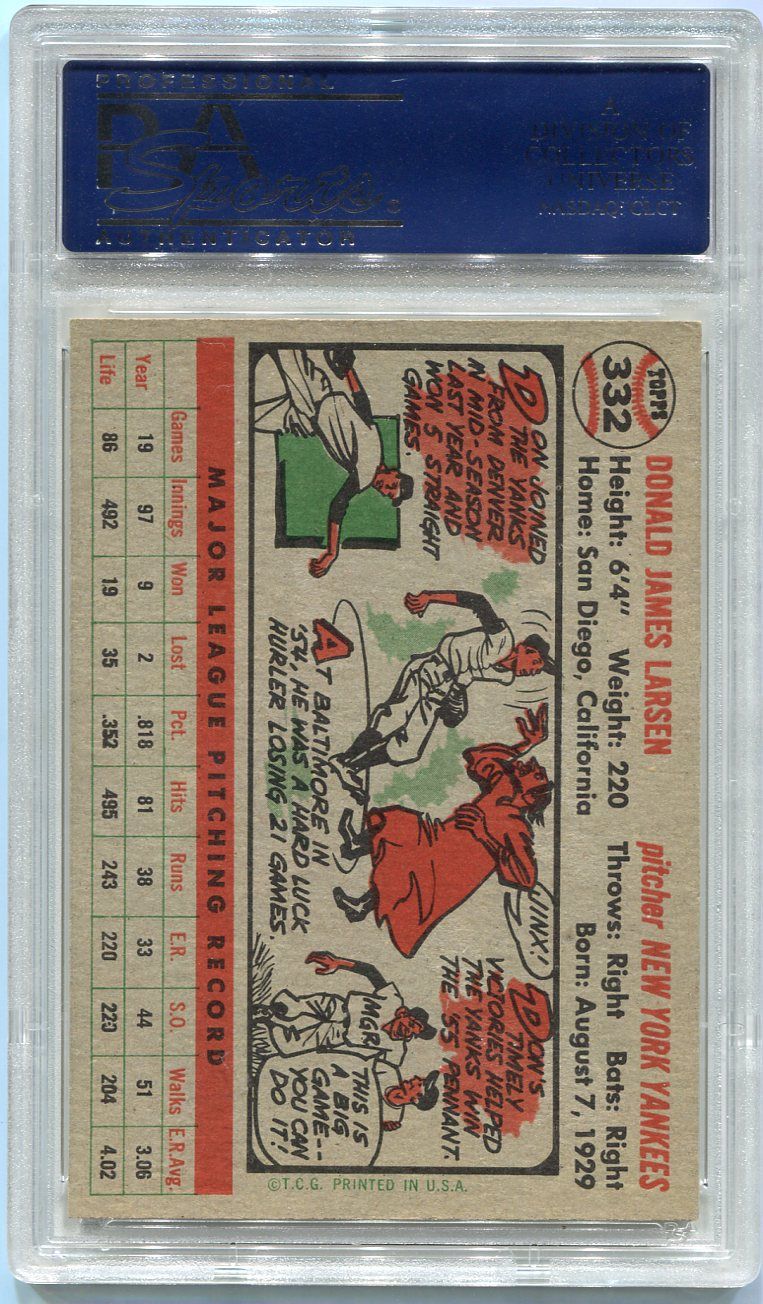 PROFESSIONAL
PSA
Sports
AUTHENTICATOR
A
DIVISION OF
COLLECTORS
UNIVERSE
NASDAQ: CLCT
TOPPS
332
DONALD JAMES LARSEN pitcher NEW YORK YANKEES
Height: 6'4" Weight: 220 Throws: Right Bats: Right
Home: San Diego, California Born: August 7, 1929
DON JOINED
THE YANKS
FROM DENVER
IN MID-SEASON
LAST YEAR AND
WON 5 STRAIGHT
GAMES.
JINX!
AT BALTIMORE IN
'54, HE WAS A HARD LUCK
HURLER LOSING 21 GAMES.
DON'S
TIMELY
VICTORIES HELPED
THE YANKS WIN
THE '55 PENNANT.
MGR
THIS IS
A BIG
GAME--
YOU CAN
DO IT!
MAJOR LEAGUE PITCHING RECORD
Games Innings Won Lost Pct. Hits Runs E.R. S.O. Walks E.R.Avg.
Year 19 97 9 2 .818 81 38 33 44 51 3.06
Life 86 492 19 35 .352 495 243 220 223 204 4.02
©T.C.G. PRINTED IN U.S.A.